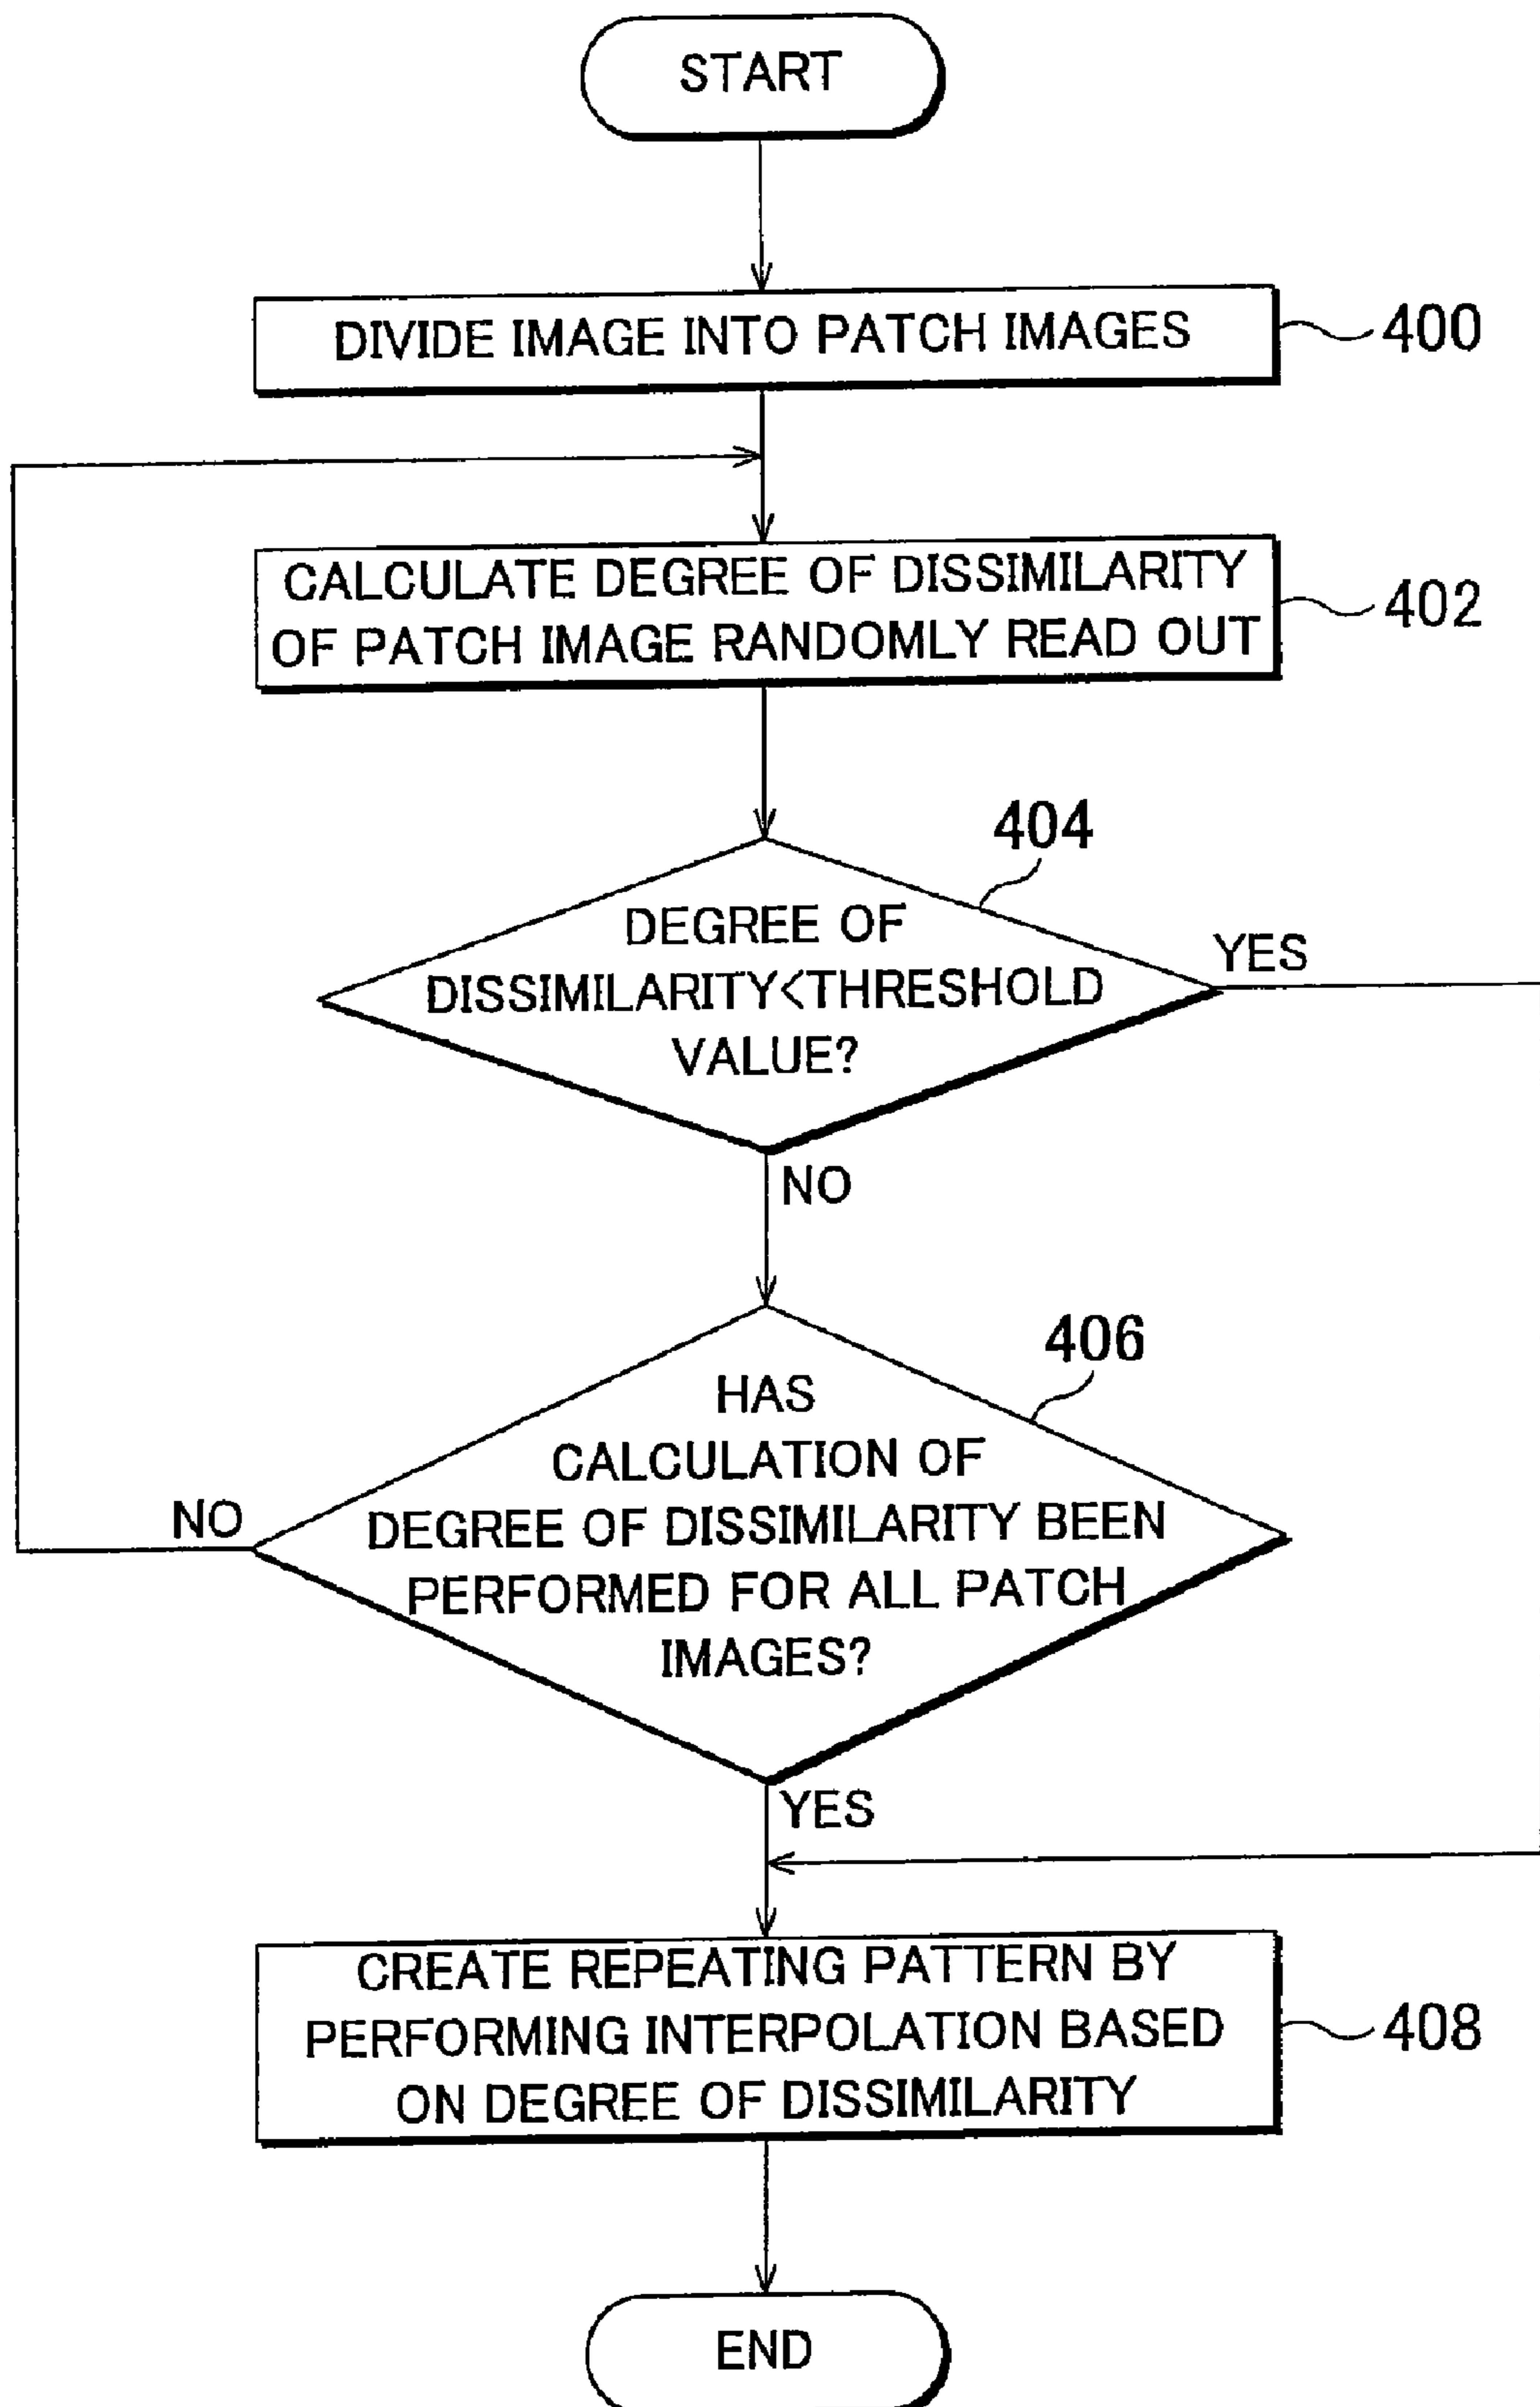 START
DIVIDE IMAGE INTO PATCH IMAGES
400
CALCULATE DEGREE OF DISSIMILARITY
OF PATCH IMAGE RANDOMLY READ OUT
402
404
DEGREE OF
DISSIMILARITY<THRESHOLD
VALUE?
YES
NO
406
HAS
CALCULATION OF
DEGREE OF DISSIMILARITY BEEN
PERFORMED FOR ALL PATCH
IMAGES?
NO
YES
CREATE REPEATING PATTERN BY
PERFORMING INTERPOLATION BASED
ON DEGREE OF DISSIMILARITY
408
END